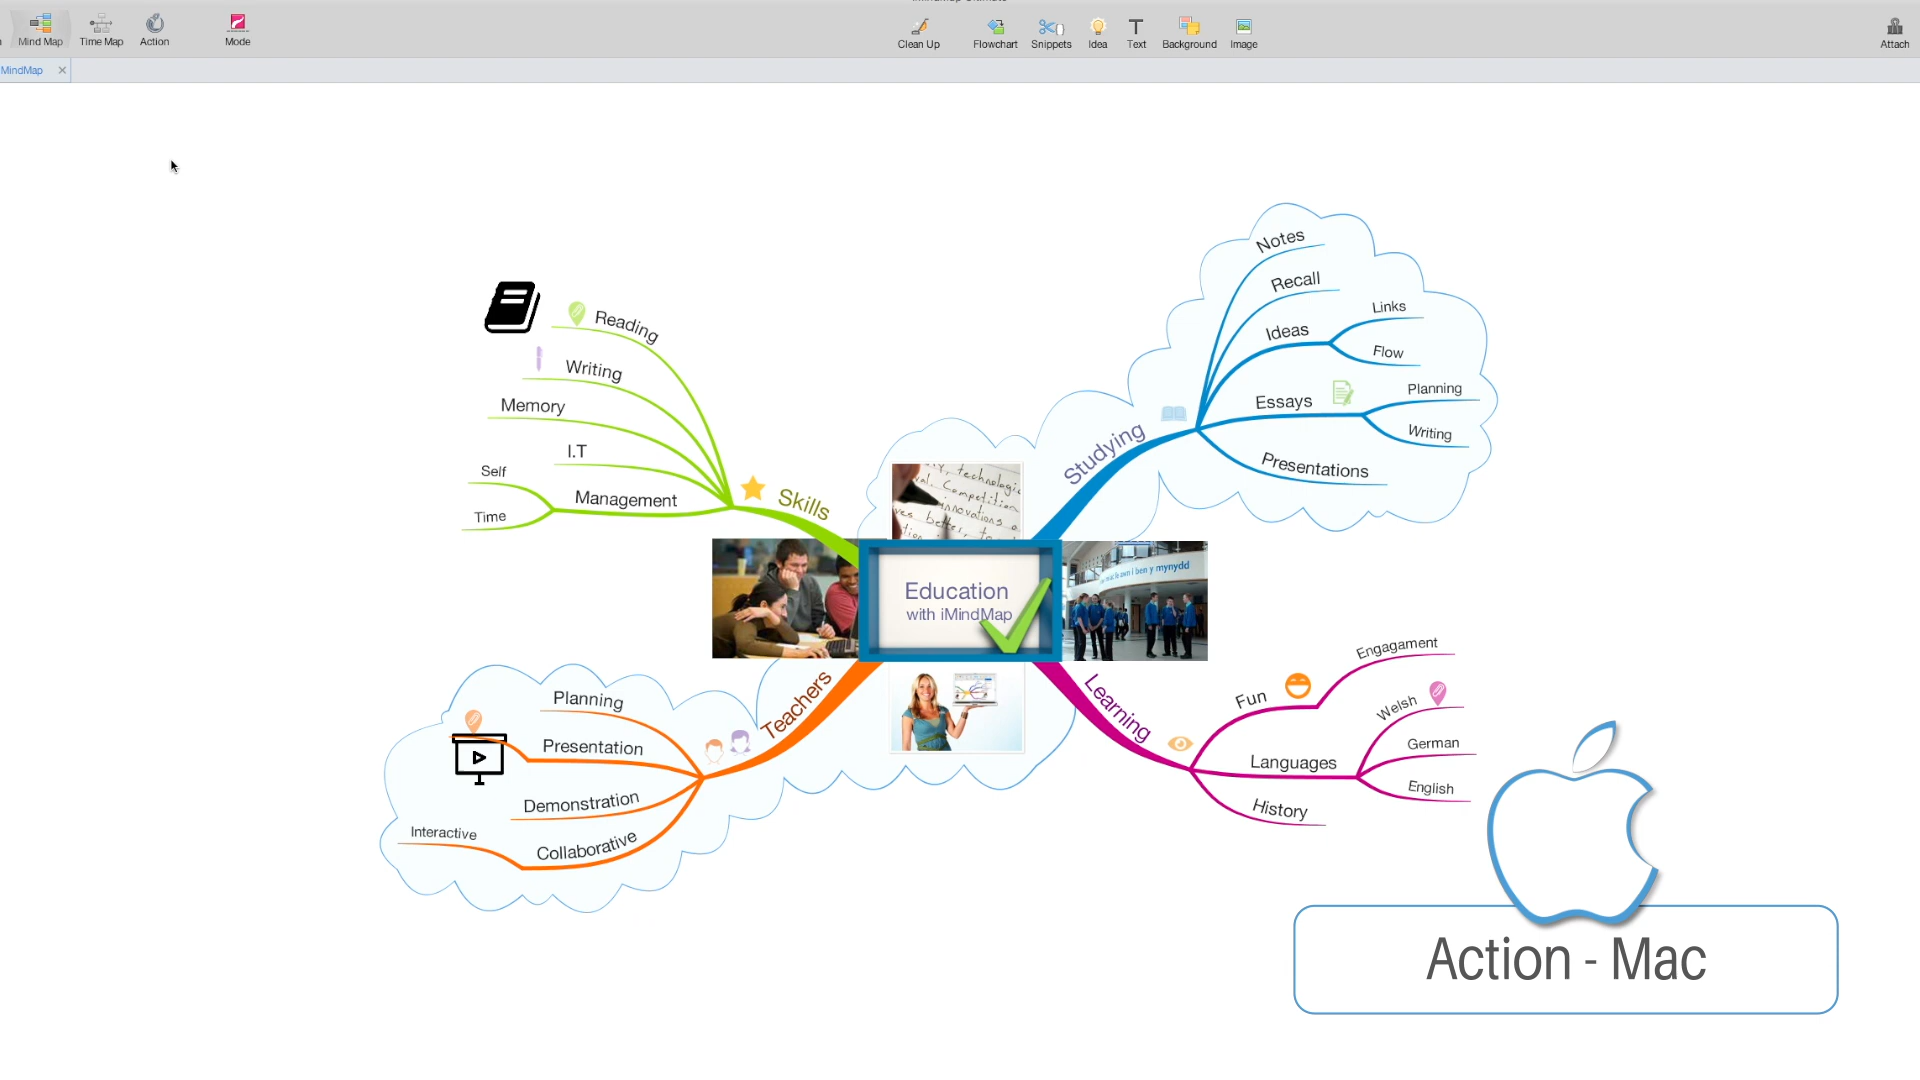 iMindMap Ultimate
Mind Map
Time Map
Action
Mode
Clean Up
Flowchart
Snippets
Idea
Text
Background
Image
Attach
MindMap
Notes
Recall
Ideas
Links
Flow
Essays
Planning
Writing
Presentations
Studying
Reading
Writing
Memory
I.T
Self
Management
Time
Skills
Education
with iMindMap
Teachers
Planning
Presentation
Demonstration
Interactive
Collaborative
Learning
Fun
Engagament
Welsh
Languages
German
English
History
Action - Mac